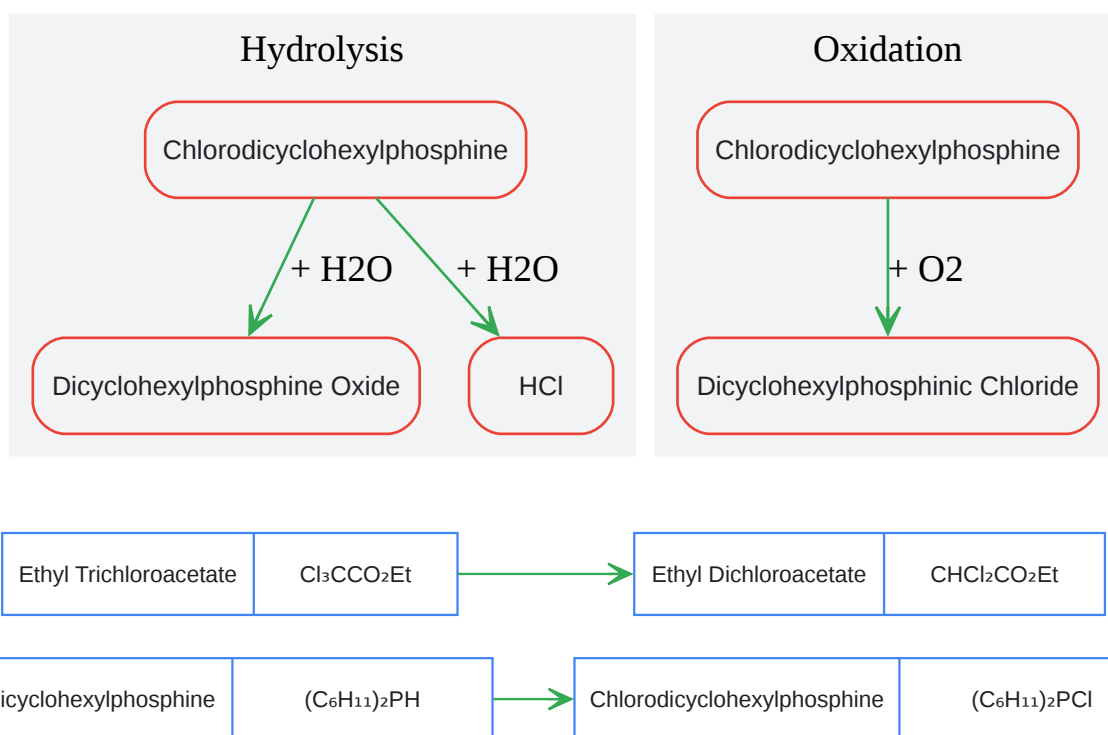 Hydrolysis
Chlorodicyclohexylphosphine
+ H2O
+ H2O
Dicyclohexylphosphine Oxide
HCl
Oxidation
Chlorodicyclohexylphosphine
+ O2
Dicyclohexylphosphinic Chloride
Ethyl Trichloroacetate
Cl₃CCO₂Et
Ethyl Dichloroacetate
CHCl₂CO₂Et
icyclohexylphosphine
(C₆H₁₁)₂PH
Chlorodicyclohexylphosphine
(C₆H₁₁)₂PCl